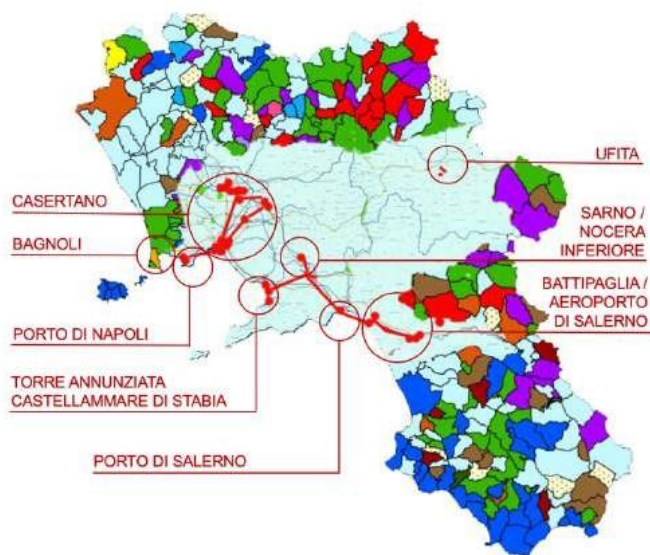 UFITA
CASERTANO
SARNO /
NOCERA
INFERIORE
BAGNOLI
BATTIPAGLIA /
AEROPORTO
DI SALERNO
PORTO DI NAPOLI
TORRE ANNUNZIATA
CASTELLAMMARE DI STABIA
PORTO DI SALERNO